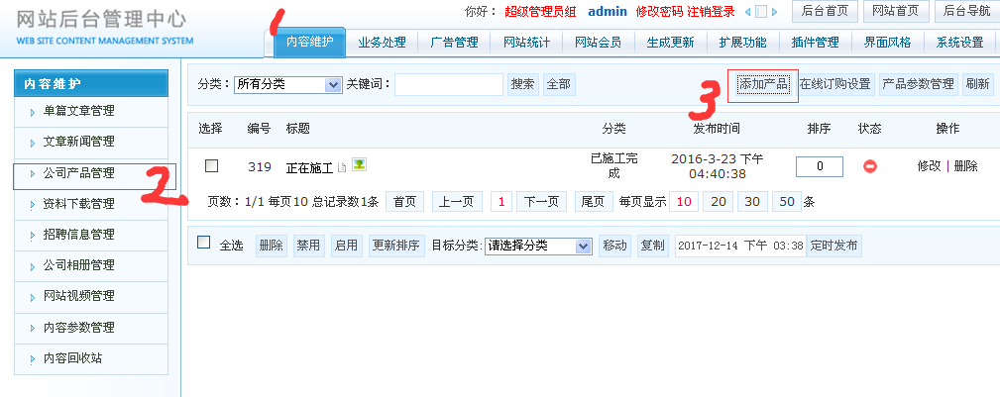 网站后台管理中心
WEB SITE CONTENT MANAGEMENT SYSTEM
你好： 超级管理员组 admin 修改密码 注销登录 后台首页 网站首页 后台导航
1
内容维护 业务处理 广告管理 网站统计 网站会员 生成更新 扩展功能 插件管理 界面风格 系统设置
内容维护
单篇文章管理
文章新闻管理
公司产品管理
2
资料下载管理
招聘信息管理
公司相册管理
网站视频管理
内容参数管理
内容回收站
分类： 所有分类 关键词： 搜索 全部 添加产品 在线订购设置 产品参数管理 刷新
3
选择 编号 标题 分类 发布时间 排序 状态 操作
319 正在施工 已施工完成 2016-3-23 下午 04:40:38 0 修改 | 删除
页数：1/1 每页10 总记录数1条 首页 上一页 1 下一页 尾页 每页显示 10 20 30 50 条
全选 删除 禁用 启用 更新排序 目标分类: 请选择分类 移动 复制 2017-12-14 下午 03:38 定时发布